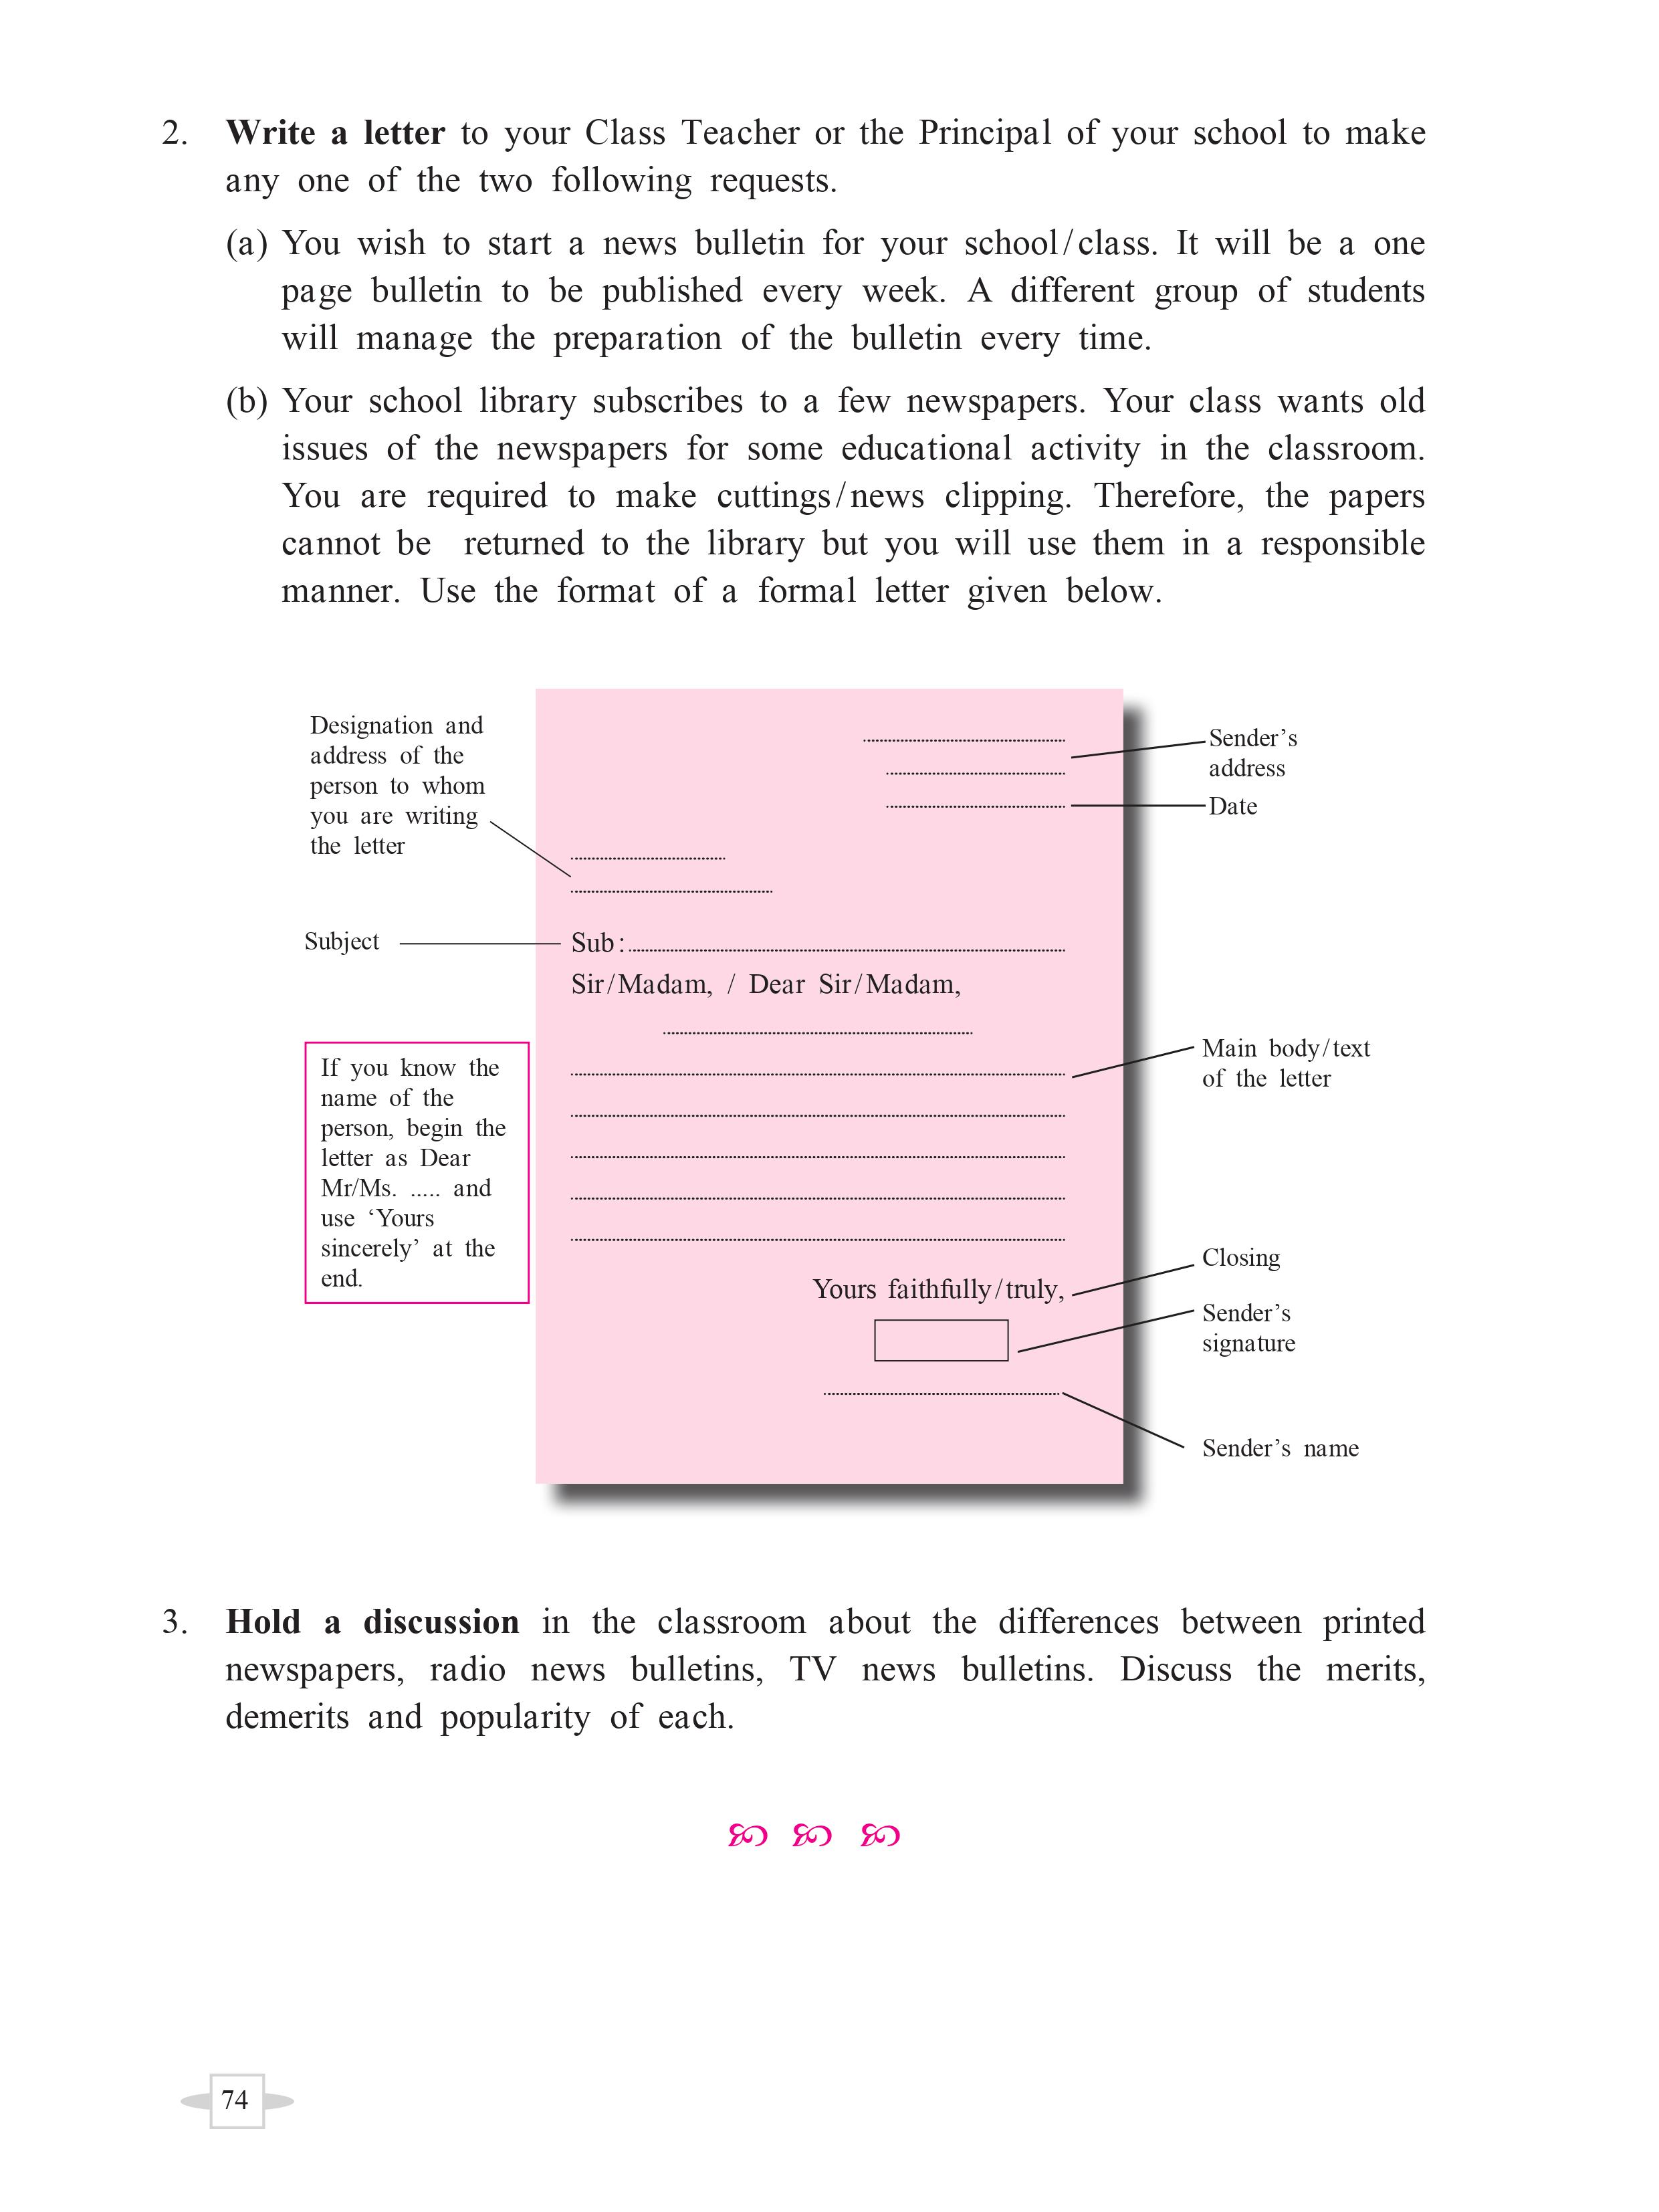 2. Write a letter to your Class Teacher or the Principal of your school to make
any one of the two following requests.
(a) You wish to start a news bulletin for your school/class. It will be a one
page bulletin to be published every week. A different group of students
will manage the preparation of the bulletin every time.
(b) Your school library subscribes to a few newspapers. Your class wants old
issues of the newspapers for some educational activity in the classroom.
You are required to make cuttings/news clipping. Therefore, the papers
cannot be returned to the library but you will use them in a responsible
manner. Use the format of a formal letter given below.
Designation and
address of the
person to whom
you are writing
the letter
Sender’s
address
Date
Subject
Sub:
Sir/Madam, / Dear Sir/Madam,
If you know the
name of the
person, begin the
letter as Dear
Mr/Ms. ..... and
use ‘Yours
sincerely’ at the
end.
Main body/text
of the letter
Yours faithfully/truly,
Closing
Sender’s
signature
Sender’s name
3. Hold a discussion in the classroom about the differences between printed
newspapers, radio news bulletins, TV news bulletins. Discuss the merits,
demerits and popularity of each.
74